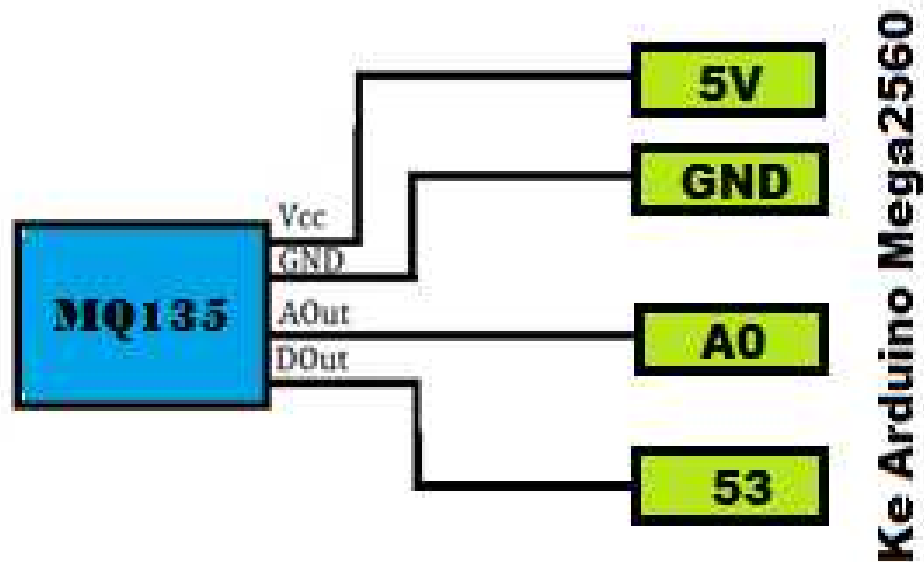 5V
GND
Vcc
GND
MQ135
AOut
A0
DOut
53
Ke Arduino Mega2560